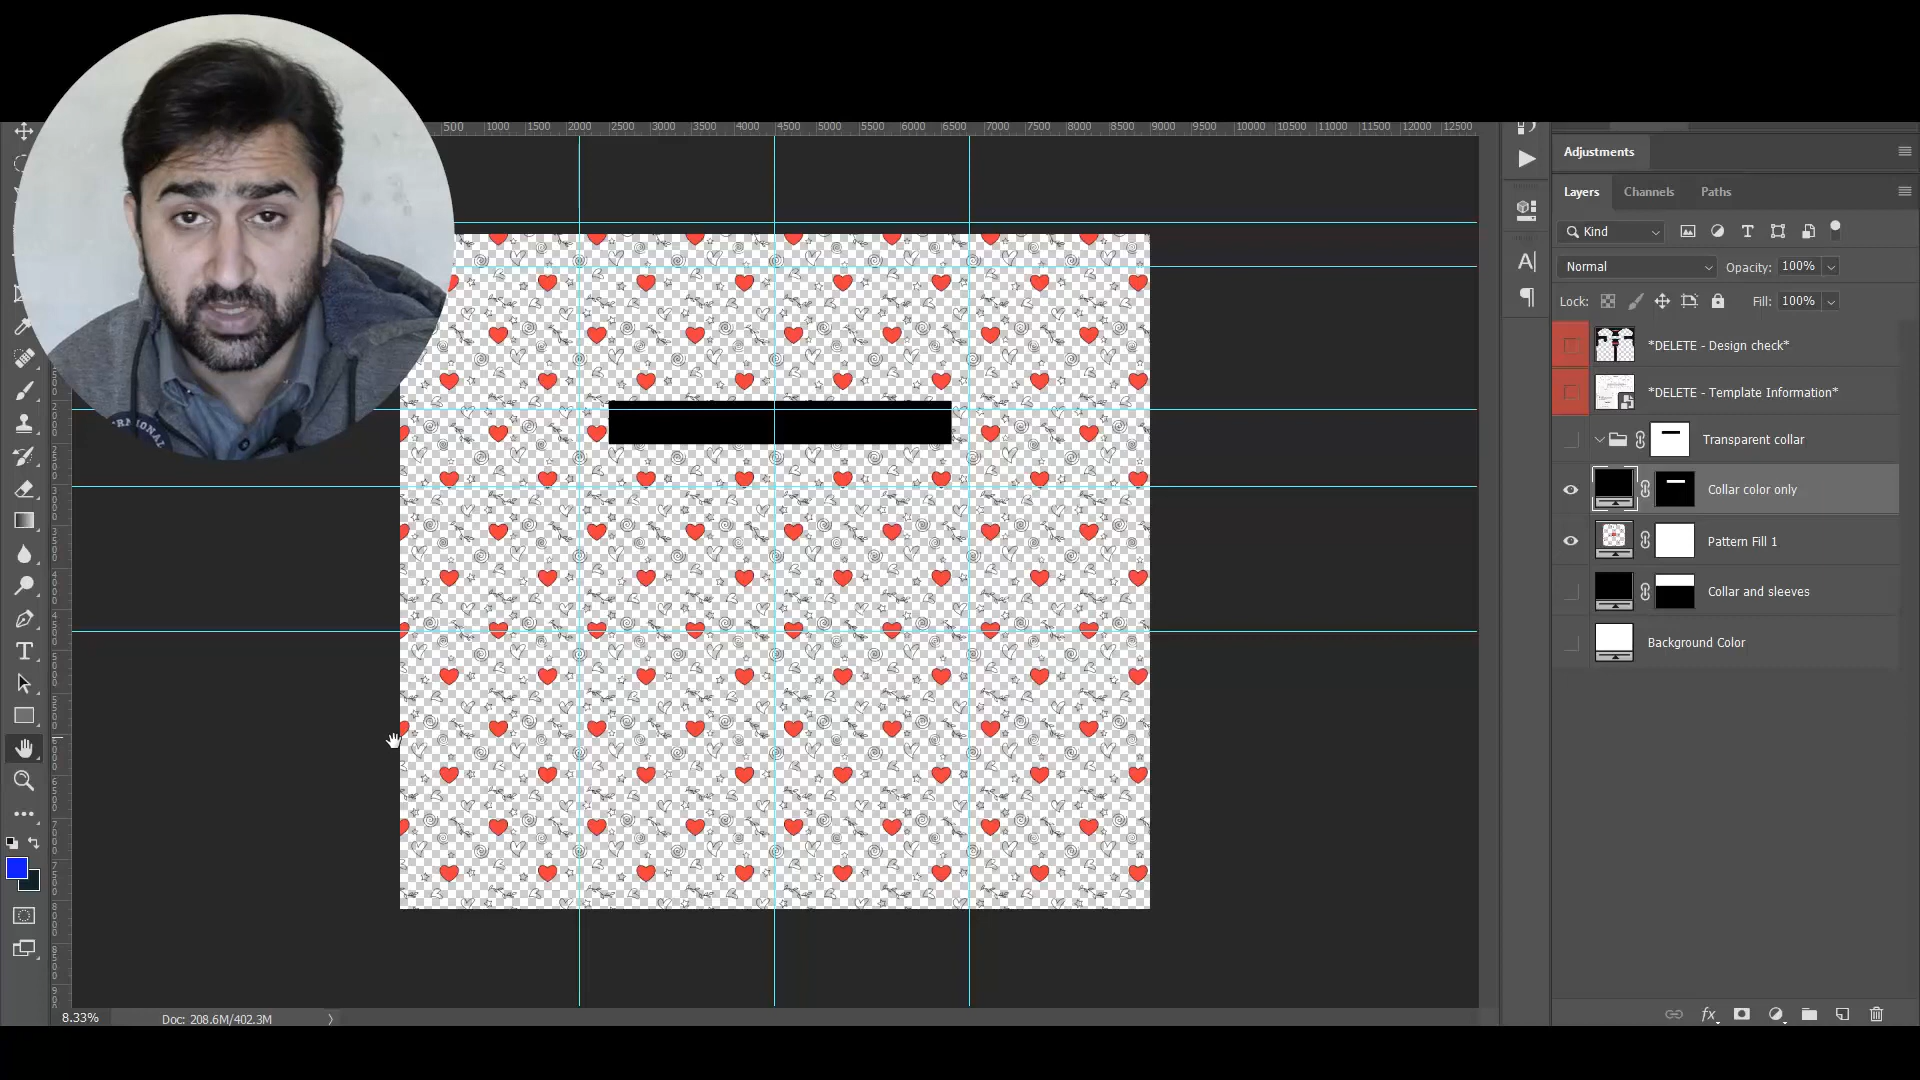 500 1000 1500 2000 2500 3000 3500 4000 4500 5000 5500 6000 6500 7000 7500 8000 8500 9000 9500 10000 10500 11000 11500 12000 12500
Adjustments
Layers Channels Paths
Kind
Normal Opacity: 100%
Lock: Fill: 100%
*DELETE - Design check*
*DELETE - Template Information*
Transparent collar
Collar color only
Pattern Fill 1
Collar and sleeves
Background Color
8.33% Doc: 208.6M/402.3M